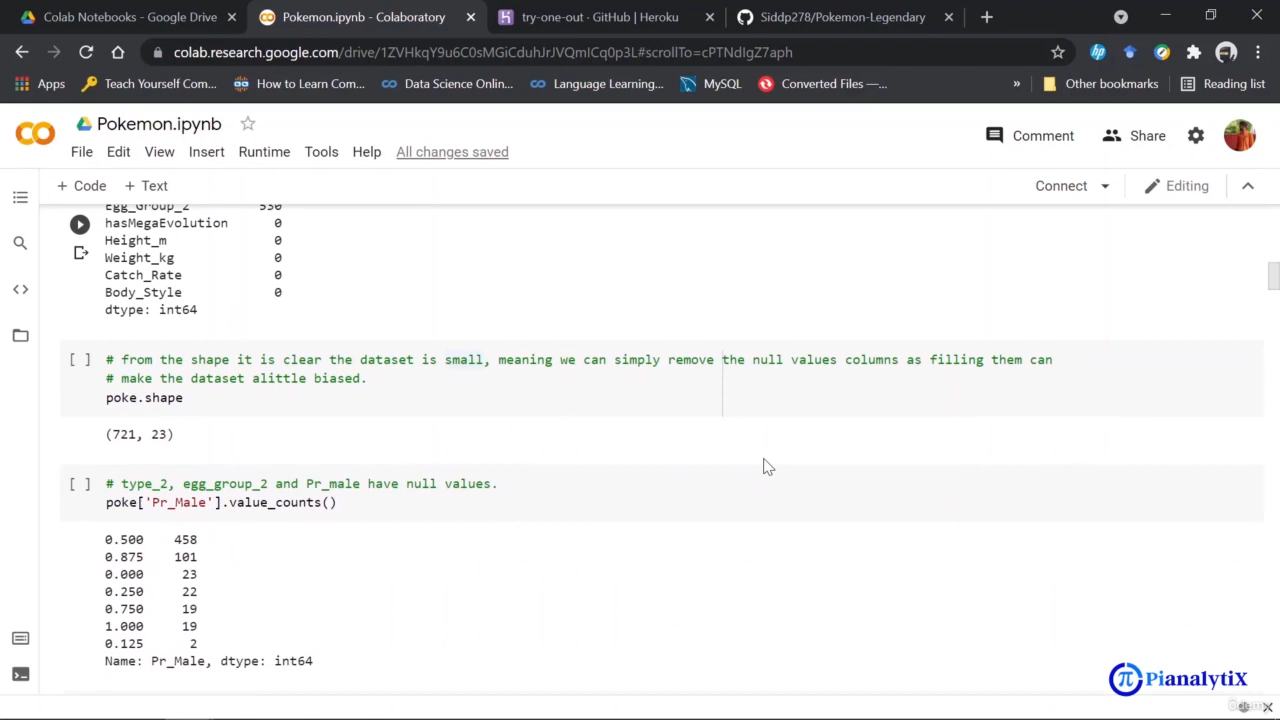 Colab Notebooks - Google Drive
Pokemon.ipynb - Colaboratory
try-one-out · GitHub | Heroku
Siddp278/Pokemon-Legendary
colab.research.google.com/drive/1ZVHkqY9u6C0sMGiCduhJrJVQmICq0p3L#scrollTo=cPTNdIgZ7aph
Apps
Teach Yourself Com...
How to Learn Com...
Data Science Onlin...
Language Learning...
MySQL
Converted Files —...
»
Other bookmarks
Reading list
Pokemon.ipynb
File Edit View Insert Runtime Tools Help All changes saved
Comment
Share
+ Code + Text
Connect
Editing
Egg_Group_2 530
hasMegaEvolution 0
Height_m 0
Weight_kg 0
Catch_Rate 0
Body_Style 0
dtype: int64
[ ] # from the shape it is clear the dataset is small, meaning we can simply remove the null values columns as filling them can
# make the dataset alittle biased.
poke.shape
(721, 23)
[ ] # type_2, egg_group_2 and Pr_male have null values.
poke['Pr_Male'].value_counts()
0.500 458
0.875 101
0.000 23
0.250 22
0.750 19
1.000 19
0.125 2
Name: Pr_Male, dtype: int64
PianalytiX
ûdemy